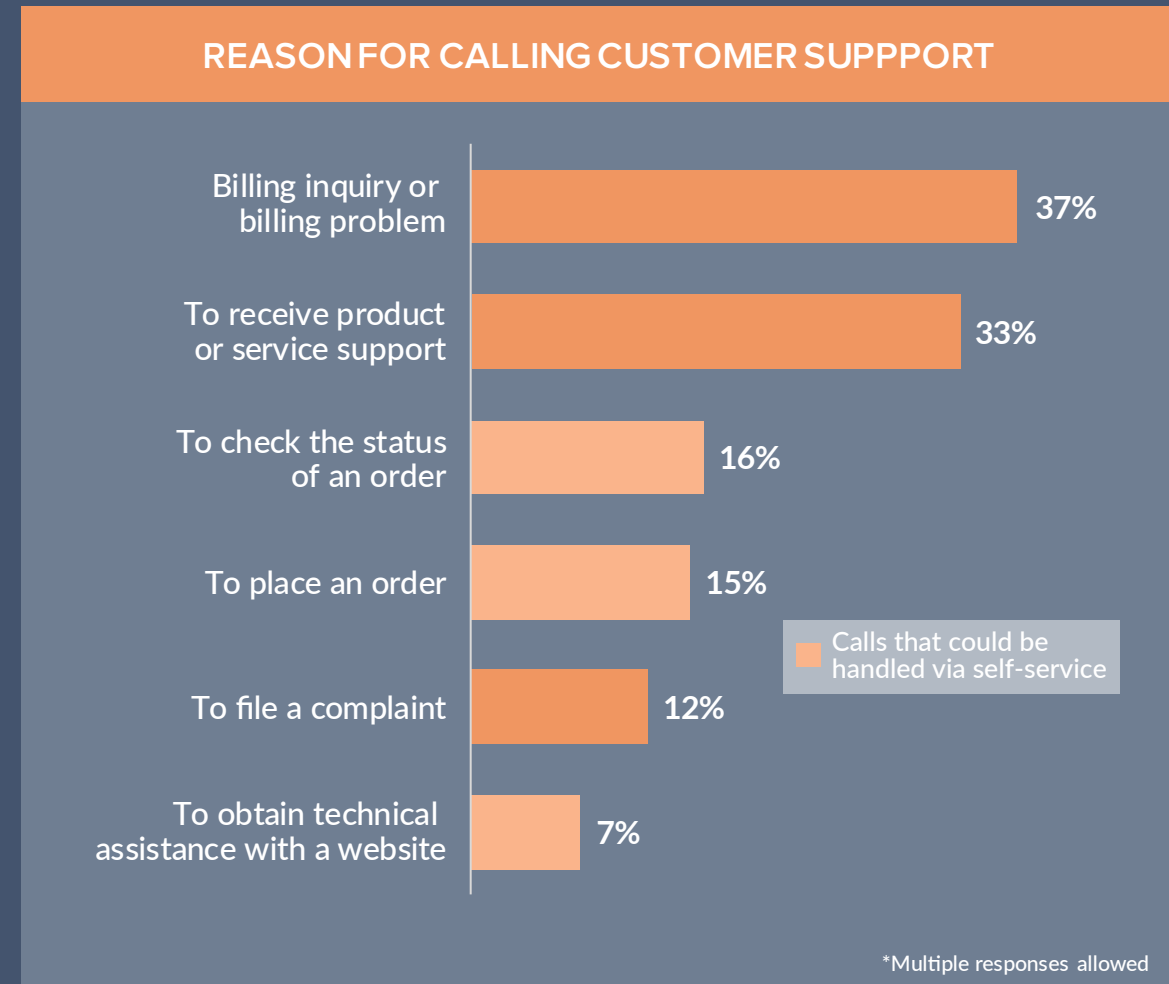 REASON FOR CALLING CUSTOMER SUPPPORT
Billing inquiry or
billing problem
37%
To receive product
or service support
33%
To check the status
of an order
16%
To place an order
15%
Calls that could be
handled via self-service
To file a complaint
12%
To obtain technical
assistance with a website
7%
*Multiple responses allowed